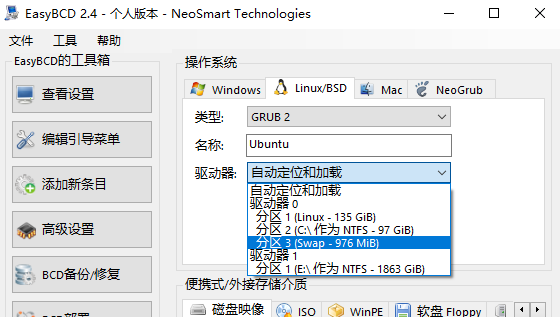 EasyBCD 2.4 - 个人版本 - NeoSmart Technologies
文件 工具 帮助
EasyBCD的工具箱
查看设置
编辑引导菜单
添加新条目
高级设置
BCD备份/修复
操作系统
Windows Linux/BSD Mac NeoGrub
类型: GRUB 2
名称: Ubuntu
驱动器: 自动定位和加载
自动定位和加载
驱动器 0
分区 1 (Linux - 135 GiB)
分区 2 (C:\ 作为 NTFS - 97 GiB)
分区 3 (Swap - 976 MiB)
驱动器 1
分区 1 (E:\ 作为 NTFS - 1863 GiB)
便携式/外接存储介质
磁盘映像 ISO WinPE 软盘 Floppy